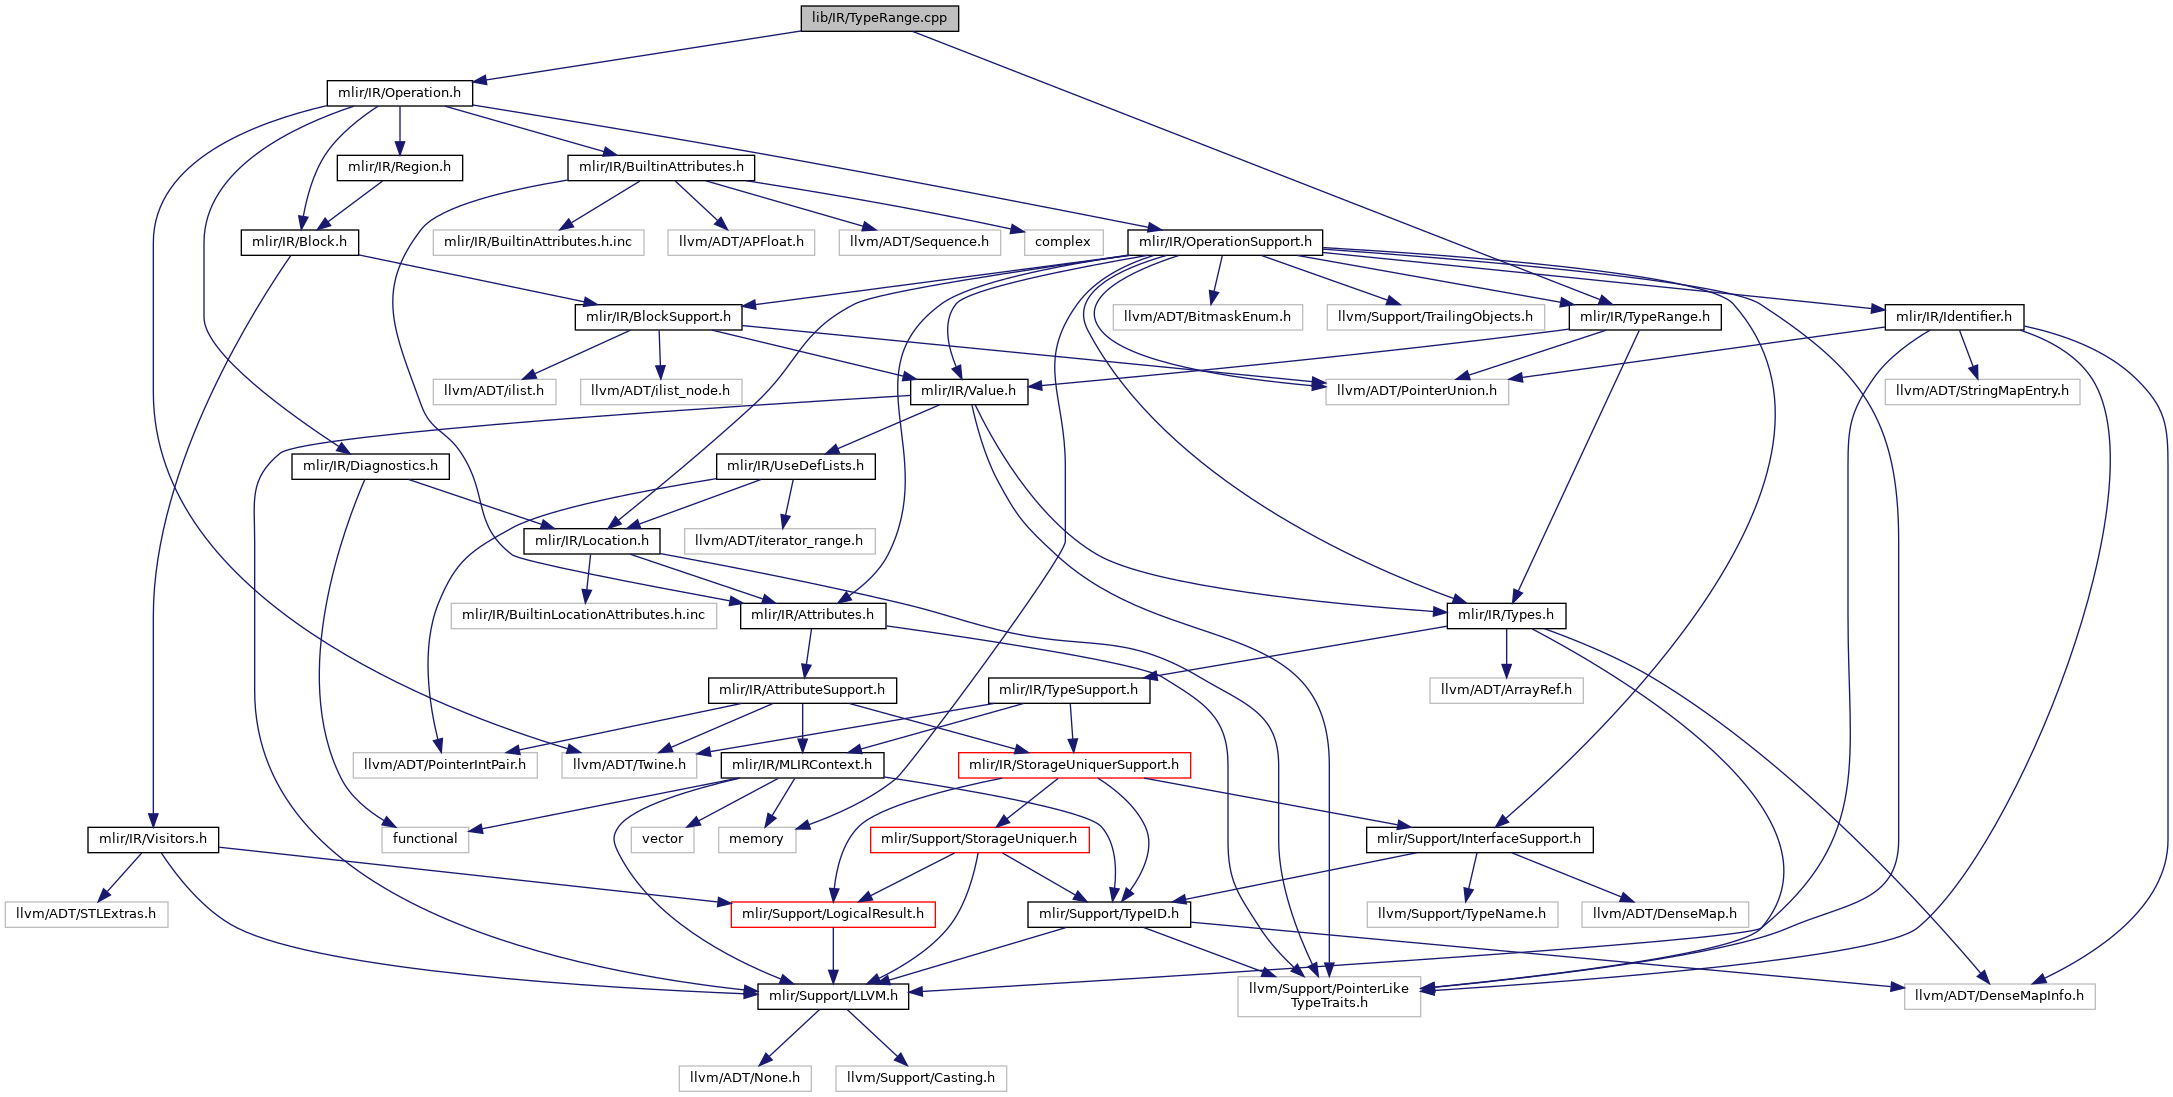 lib/IR/TypeRange.cpp
mlir/IR/Operation.h
mlir/IR/Region.h
mlir/IR/BuiltinAttributes.h
mlir/IR/Block.h
mlir/IR/BuiltinAttributes.h.inc
llvm/ADT/APFloat.h
llvm/ADT/Sequence.h
complex
mlir/IR/OperationSupport.h
mlir/IR/BlockSupport.h
llvm/ADT/BitmaskEnum.h
llvm/Support/TrailingObjects.h
mlir/IR/TypeRange.h
mlir/IR/Identifier.h
llvm/ADT/ilist.h
llvm/ADT/ilist_node.h
mlir/IR/Value.h
llvm/ADT/PointerUnion.h
llvm/ADT/StringMapEntry.h
mlir/IR/Diagnostics.h
mlir/IR/UseDefLists.h
mlir/IR/Location.h
llvm/ADT/iterator_range.h
mlir/IR/BuiltinLocationAttributes.h.inc
mlir/IR/Attributes.h
mlir/IR/Types.h
mlir/IR/AttributeSupport.h
mlir/IR/TypeSupport.h
llvm/ADT/ArrayRef.h
llvm/ADT/PointerIntPair.h
llvm/ADT/Twine.h
mlir/IR/MLIRContext.h
mlir/IR/StorageUniquerSupport.h
mlir/IR/Visitors.h
functional
vector
memory
mlir/Support/StorageUniquer.h
mlir/Support/InterfaceSupport.h
llvm/ADT/STLExtras.h
mlir/Support/LogicalResult.h
mlir/Support/TypeID.h
llvm/Support/TypeName.h
llvm/ADT/DenseMap.h
mlir/Support/LLVM.h
llvm/Support/PointerLike
TypeTraits.h
llvm/ADT/DenseMapInfo.h
llvm/ADT/None.h
llvm/Support/Casting.h